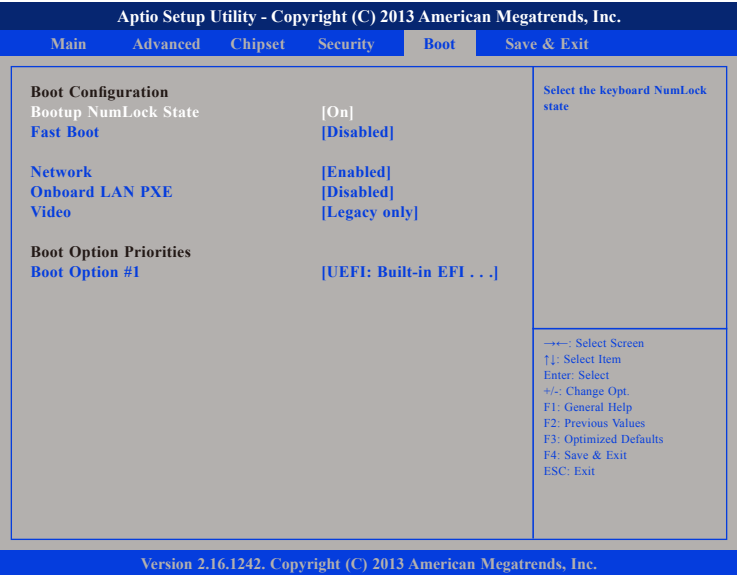 Aptio Setup Utility - Copyright (C) 2013 American Megatrends, Inc.
Main Advanced Chipset Security Boot Save & Exit
Boot Configuration
Bootup NumLock State [On]
Fast Boot [Disabled]
Network [Enabled]
Onboard LAN PXE [Disabled]
Video [Legacy only]
Boot Option Priorities
Boot Option #1 [UEFI: Built-in EFI . . .]
Select the keyboard NumLock
state
→←: Select Screen
↑↓: Select Item
Enter: Select
+/-: Change Opt.
F1: General Help
F2: Previous Values
F3: Optimized Defaults
F4: Save & Exit
ESC: Exit
Version 2.16.1242. Copyright (C) 2013 American Megatrends, Inc.